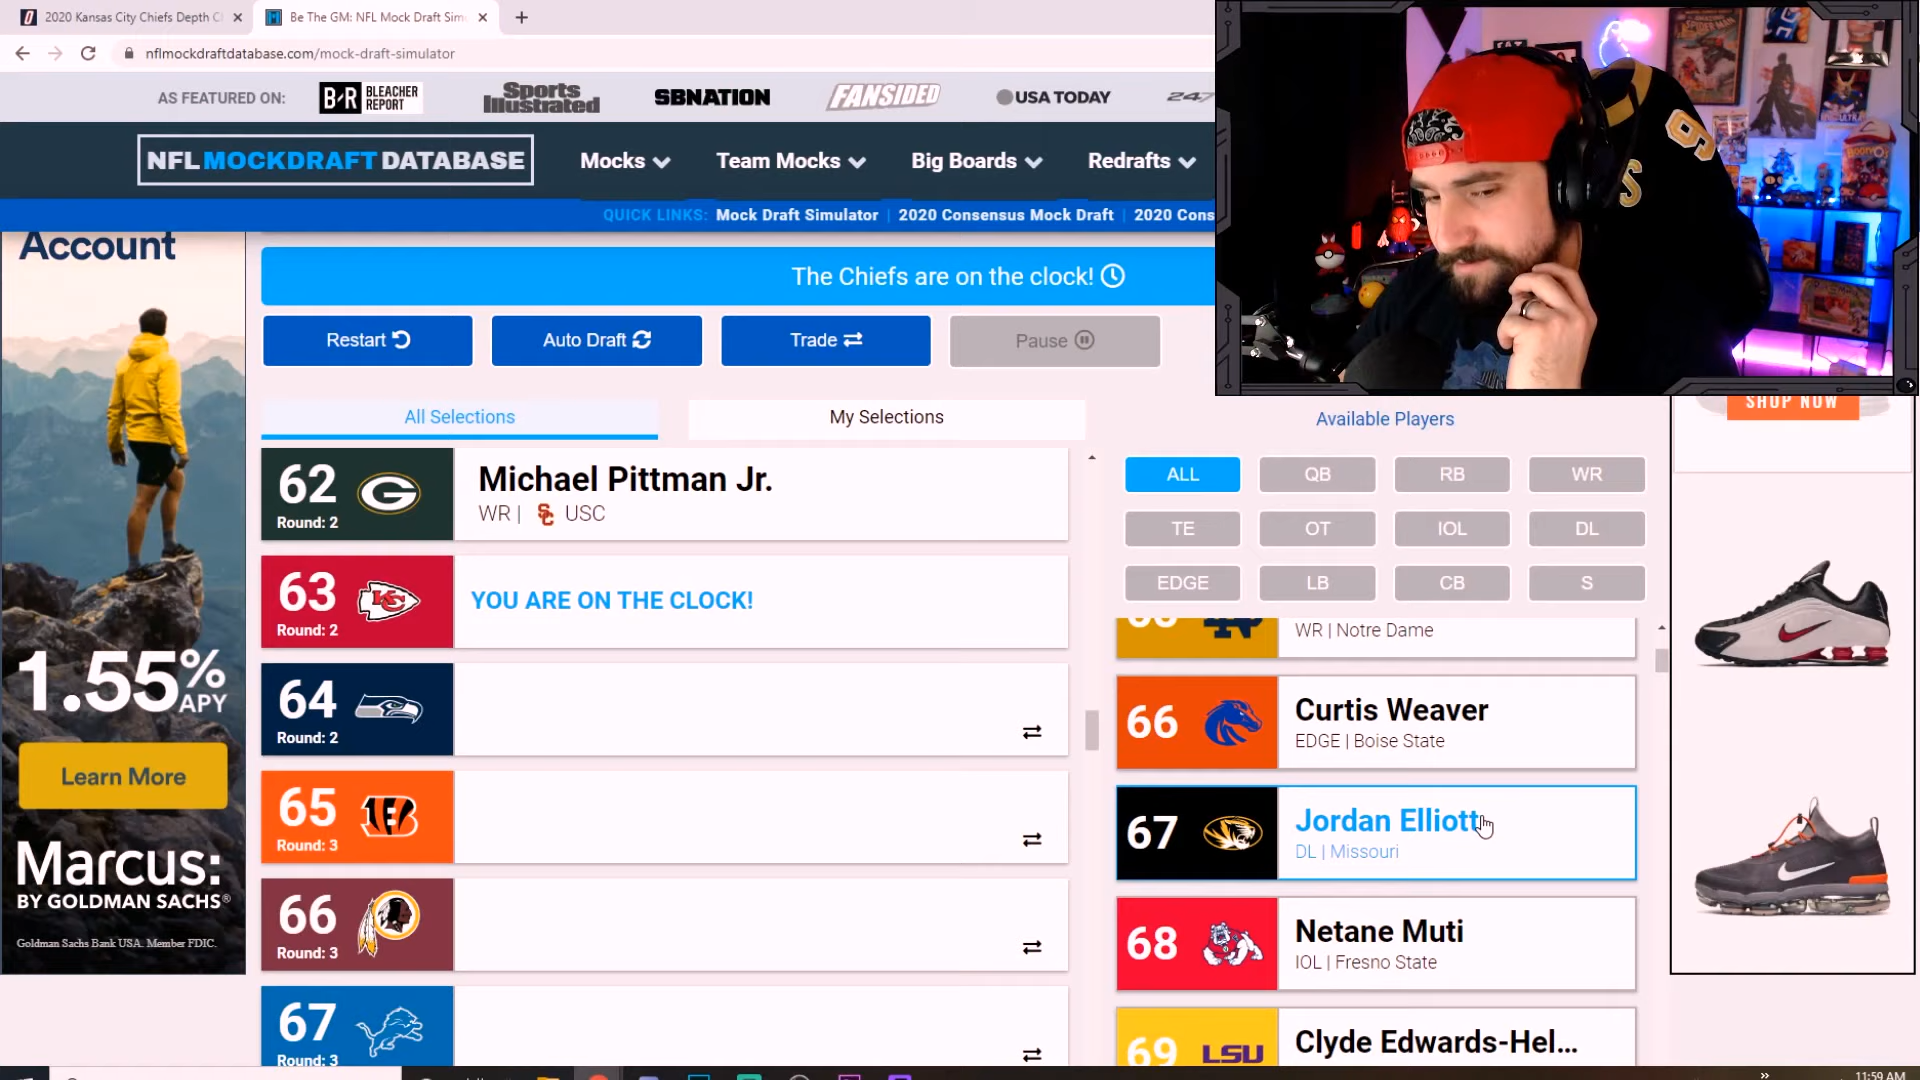 2020 Kansas City Chiefs Depth C
Be The GM: NFL Mock Draft Sim
nflmockdraftdatabase.com/mock-draft-simulator
AS FEATURED ON:
B/R BLEACHER REPORT
Sports Illustrated
SBNATION
FANSIDED
USA TODAY
247
NFL MOCKDRAFT DATABASE
Mocks
Team Mocks
Big Boards
Redrafts
QUICK LINKS: Mock Draft Simulator | 2020 Consensus Mock Draft | 2020 Cons
Account
The Chiefs are on the clock!
Restart
Auto Draft
Trade
Pause
All Selections
My Selections
Available Players
SHOP NOW
ALL
QB
RB
WR
TE
OT
IOL
DL
EDGE
LB
CB
S
62
Round: 2
Michael Pittman Jr.
WR | SC USC
63
Round: 2
YOU ARE ON THE CLOCK!
64
Round: 2
65
Round: 3
66
Round: 3
67
Round: 3
WR | Notre Dame
66
Curtis Weaver
EDGE | Boise State
67
Jordan Elliott
DL | Missouri
68
Netane Muti
IOL | Fresno State
69
LSU
Clyde Edwards-Hel...
1.55% APY
Learn More
Marcus:
BY GOLDMAN SACHS®
Goldman Sachs Bank USA. Member FDIC.
11:59 AM